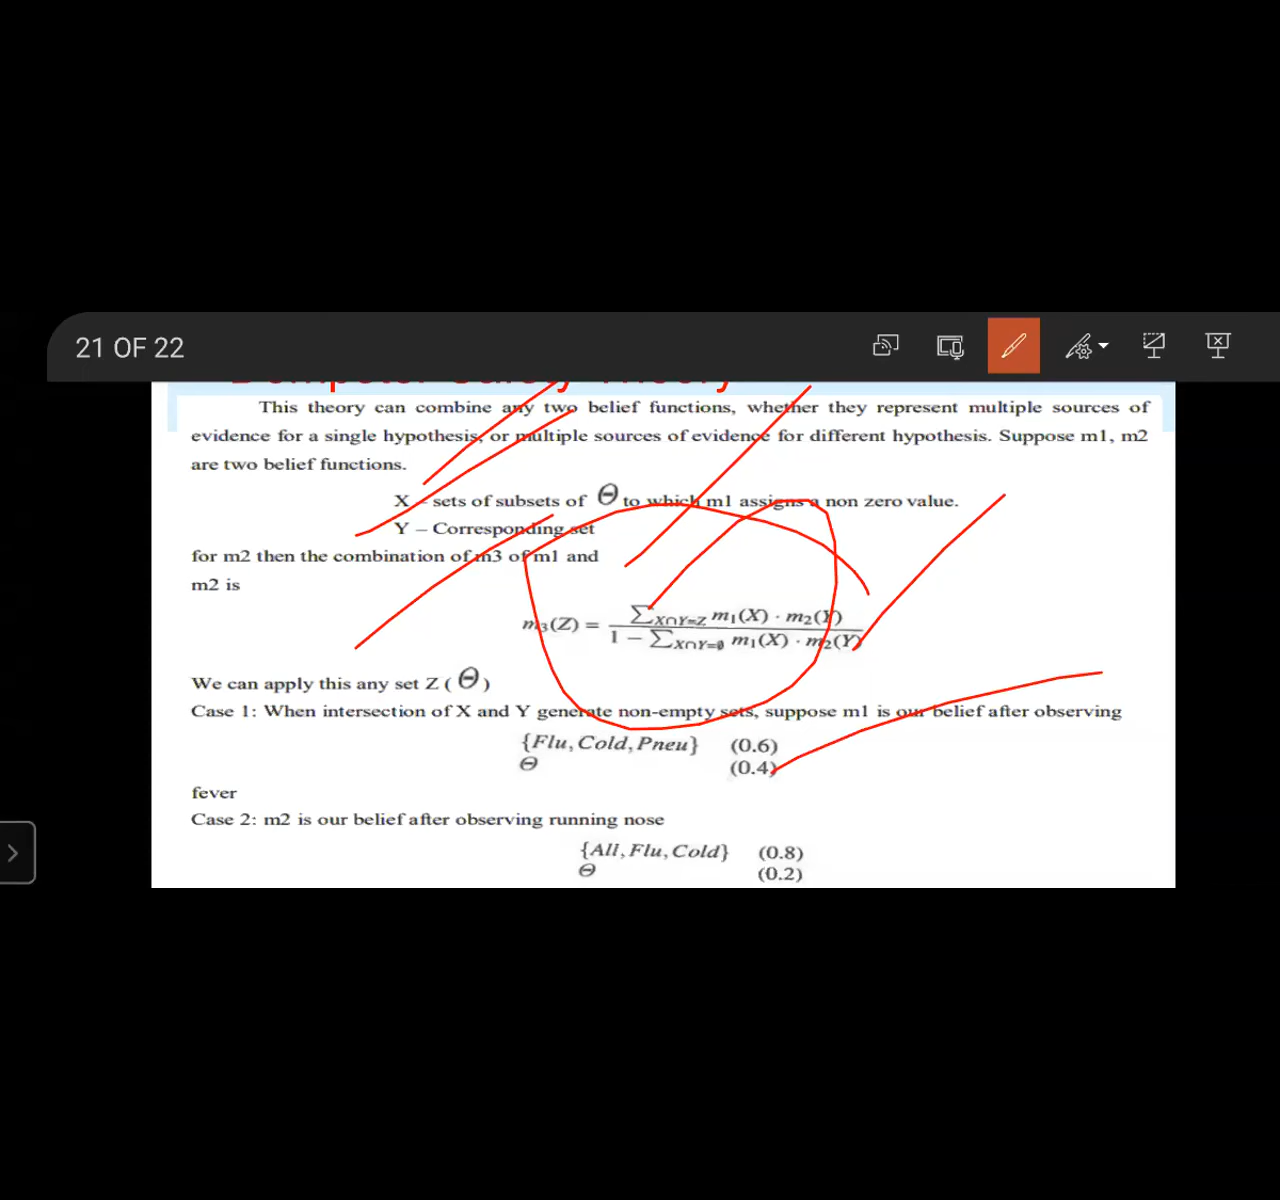 21 OF 22
This theory can combine any two belief functions, whether they represent multiple sources of
evidence for a single hypothesis, or multiple sources of evidence for different hypothesis. Suppose m1, m2
are two belief functions.
X – sets of subsets of Θ to which m1 assigns a non zero value.
Y – Corresponding set
for m2 then the combination of m3 of m1 and
m2 is
m₃(Z) = ∑X∩Y=Z m₁(X) · m₂(Y) / 1 − ∑X∩Y=∅ m₁(X) · m₂(Y)
We can apply this any set Z ( Θ )
Case 1: When intersection of X and Y generate non-empty sets, suppose m1 is our belief after observing
{Flu, Cold, Pneu} (0.6)
Θ (0.4)
fever
Case 2: m2 is our belief after observing running nose
{All, Flu, Cold} (0.8)
Θ (0.2)